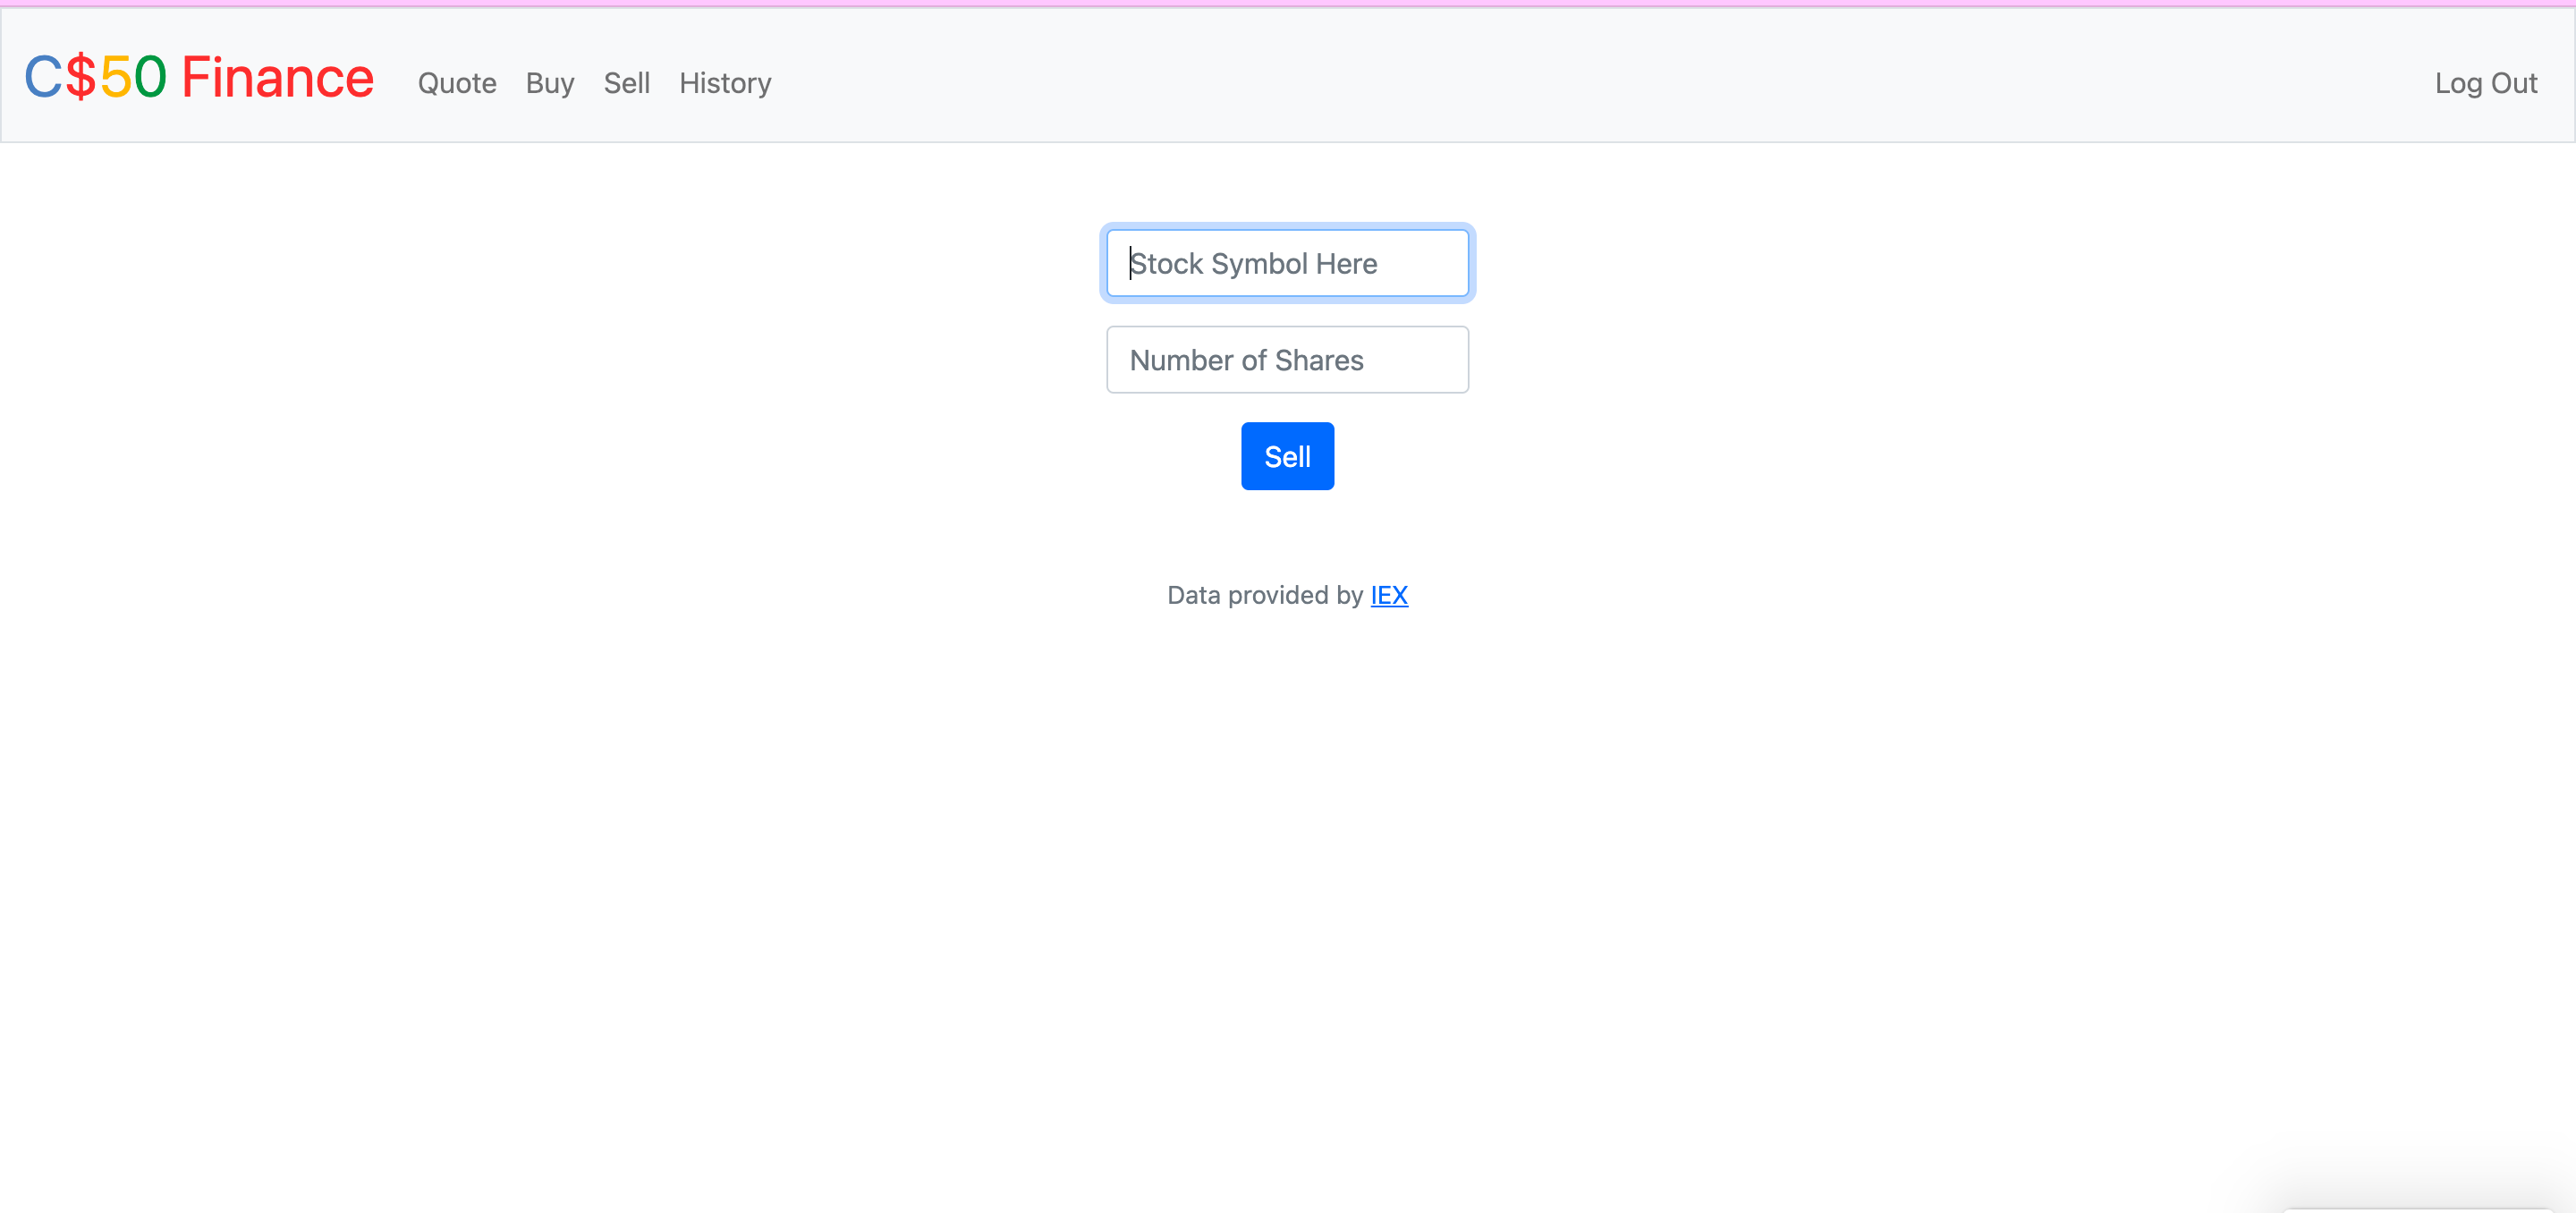 C$50 Finance Quote Buy Sell History Log Out
Stock Symbol Here
Number of Shares
Sell
Data provided by IEX